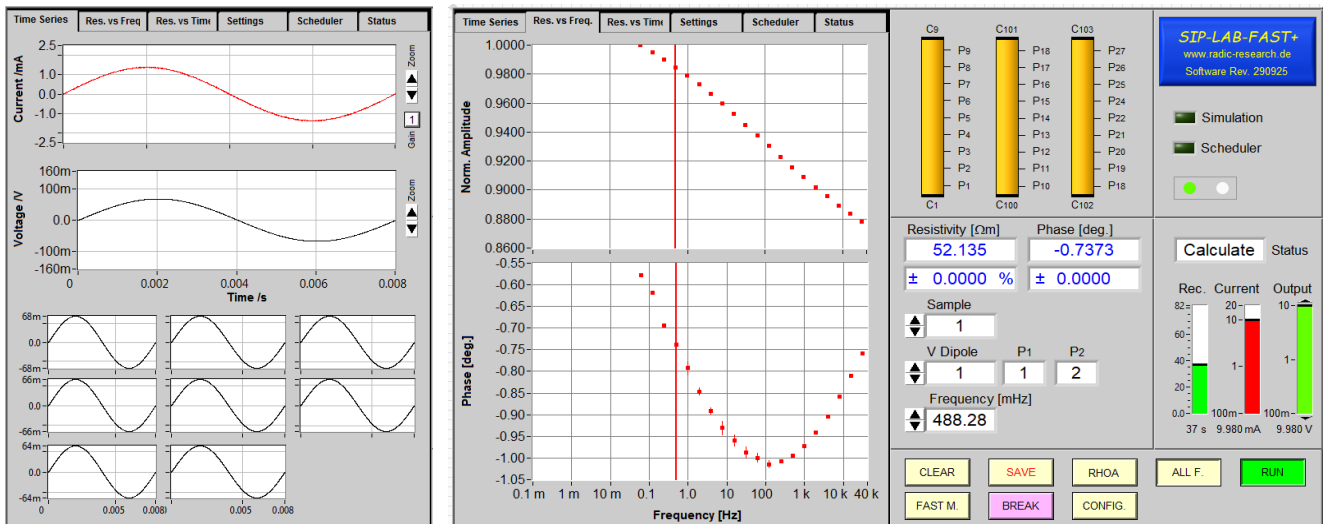 Time Series Res. vs Freq Res. vs Time Settings Scheduler Status
Current /mA
2.5
1.0
0.0
-1.0
-2.5
Zoom
1
Gain
Voltage /V
160m
100m
0.0
-100m
-160m
Zoom
0 0.002 0.004 0.006 0.008
Time /s
68m
0.0
-68m
66m
0.0
-66m
64m
0.0
-64m
0 0.005 0.008 0 0.005 0.008
Time Series Res. vs Freq. Res. vs Time Settings Scheduler Status
Norm. Amplitude
1.0000
0.9800
0.9600
0.9400
0.9200
0.9000
0.8800
0.8600
Phase [deg.]
-0.55
-0.60
-0.65
-0.70
-0.75
-0.80
-0.85
-0.90
-0.95
-1.00
-1.05
0.1 m 1 m 10 m 0.1 1.0 10 100 1 k 10 k 40 k
Frequency [Hz]
C9 C101 C103
P9 P18 P27
P8 P17 P26
P7 P16 P25
P6 P15 P24
P5 P14 P22
P4 P13 P21
P3 P12 P20
P2 P11 P19
P1 P10 P18
C1 C100 C102
SIP-LAB-FAST+
www.radic-research.de
Software Rev. 290925
Simulation
Scheduler
Resistivity [Ωm] Phase [deg.]
52.135 -0.7373
± 0.0000 % ± 0.0000
Sample
1
V Dipole P1 P2
1 1 2
Frequency [mHz]
488.28
Calculate Status
Rec. Current Output
82 20 10
60 10
40 1 1
20
0.0 100m 100m
37 s 9.980 mA 9.980 V
CLEAR SAVE RHOA ALL F. RUN
FAST M. BREAK CONFIG.